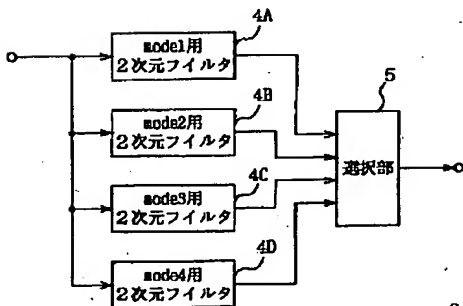 4A
mode1用
2次元フィルタ
4B
mode2用
2次元フィルタ
5
選択部
4C
mode3用
2次元フィルタ
4D
mode4用
2次元フィルタ